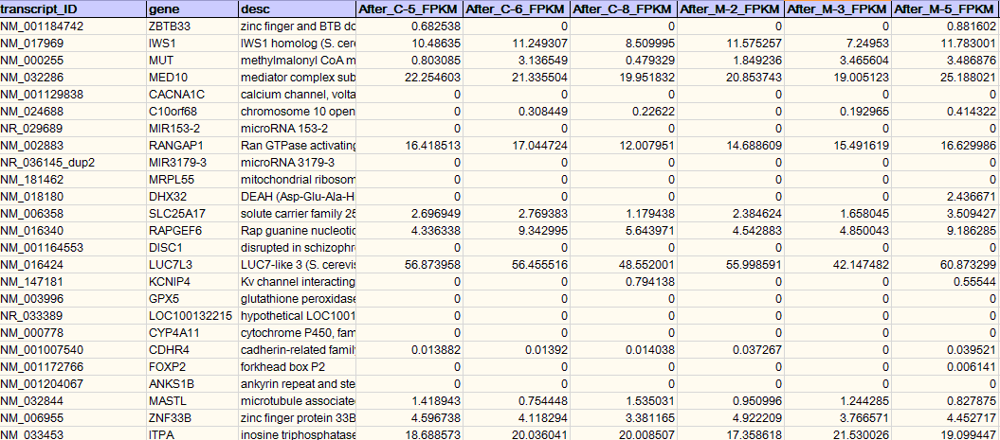 transcript_ID gene desc After_C-5_FPKM After_C-6_FPKM After_C-8_FPKM After_M-2_FPKM After_M-3_FPKM After_M-5_FPKM
NM_001184742 ZBTB33 zinc finger and BTB do 0.682538 0 0 0 0 0.881602
NM_017969 IWS1 IWS1 homolog (S. cere 10.48635 11.249307 8.509995 11.575257 7.24953 11.783001
NM_000255 MUT methylmalonyl CoA m 0.803085 3.136549 0.479329 1.849236 3.465604 3.486876
NM_032286 MED10 mediator complex sub 22.254603 21.335504 19.951832 20.853743 19.005123 25.188021
NM_001129838 CACNA1C calcium channel, volta 0 0 0 0 0 0
NM_024688 C10orf68 chromosome 10 open 0 0.308449 0.22622 0 0.192965 0.414322
NR_029689 MIR153-2 microRNA 153-2 0 0 0 0 0 0
NM_002883 RANGAP1 Ran GTPase activating 16.418513 17.044724 12.007951 14.688609 15.491619 16.629986
NR_036145_dup2 MIR3179-3 microRNA 3179-3 0 0 0 0 0 0
NM_181462 MRPL55 mitochondrial ribosom 0 0 0 0 0 0
NM_018180 DHX32 DEAH (Asp-Glu-Ala-H 0 0 0 0 0 2.436671
NM_006358 SLC25A17 solute carrier family 25 2.696949 2.769383 1.179438 2.384624 1.658045 3.509427
NM_016340 RAPGEF6 Rap guanine nucleotic 4.336338 9.342995 5.643971 4.542883 4.850043 9.186285
NM_001164553 DISC1 disrupted in schizophr 0 0 0 0 0 0
NM_016424 LUC7L3 LUC7-like 3 (S. cerevis 56.873958 56.455516 48.552001 55.998591 42.147482 60.873299
NM_147181 KCNIP4 Kv channel interacting 0 0 0.794138 0 0 0.55544
NM_003996 GPX5 glutathione peroxidase 0 0 0 0 0 0
NR_033389 LOC100132215 hypothetical LOC1001 0 0 0 0 0 0
NM_000778 CYP4A11 cytochrome P450, fam 0 0 0 0 0 0
NM_001007540 CDHR4 cadherin-related famil 0.013882 0.01392 0.014038 0.037267 0 0.039521
NM_001172766 FOXP2 forkhead box P2 0 0 0 0 0 0.006141
NM_001204067 ANKS1B ankyrin repeat and ste 0 0 0 0 0 0
NM_032844 MASTL microtubule associate 1.418943 0.754448 1.535031 0.950996 1.244285 0.827875
NM_006955 ZNF33B zinc finger protein 33B 4.596738 4.118294 3.381165 4.922209 3.766571 4.452717
NM_033453 ITPA inosine triphosphatase 18.688573 20.036041 20.008507 17.358618 21.530026 19.099447